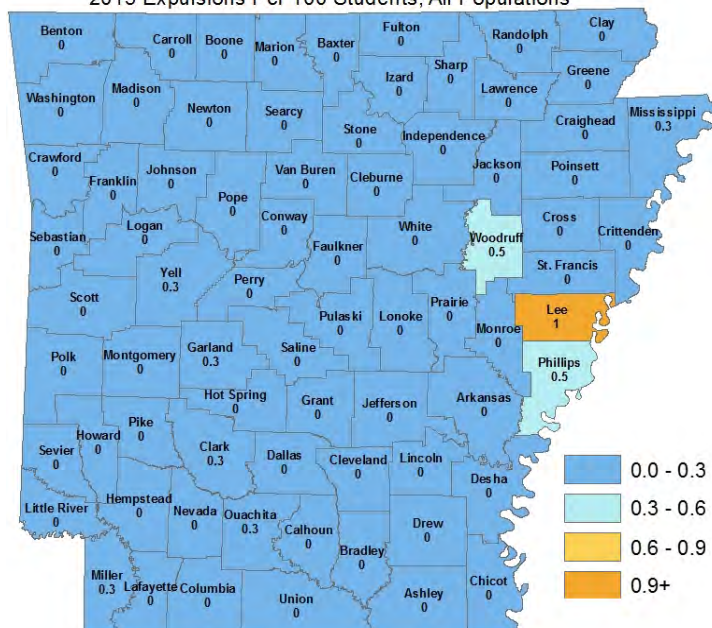 Expulsions Per 100 Students, All Populations
Benton
0
Carroll
0
Boone
0
Marion
0
Baxter
0
Fulton
0
Randolph
0
Clay
0
Washington
0
Madison
0
Newton
0
Searcy
0
Stone
0
Izard
0
Sharp
0
Lawrence
0
Greene
0
Independence
0
Craighead
0
Mississippi
0.3
Crawford
0
Franklin
0
Johnson
0
Pope
0
Van Buren
0
Cleburne
0
Jackson
0
Poinsett
0
Sebastian
0
Logan
0
Conway
0
Faulkner
0
White
0
Woodruff
0.5
Cross
0
Crittenden
0
Scott
0
Yell
0.3
Perry
0
Pulaski
0
Lonoke
0
Prairie
0
Monroe
0
St. Francis
0
Lee
1
Polk
0
Montgomery
0
Garland
0.3
Saline
0
Phillips
0.5
Hot Spring
0
Grant
0
Jefferson
0
Arkansas
0
Sevier
0
Howard
0
Pike
0
Clark
0.3
Dallas
0
Cleveland
0
Lincoln
0
Desha
0
Little River
0
Hempstead
0
Nevada
0
Ouachita
0.3
Calhoun
0
Bradley
0
Drew
0
Miller
0.3
Lafayette
0
Columbia
0
Union
0
Ashley
0
Chicot
0
0.0 - 0.3
0.3 - 0.6
0.6 - 0.9
0.9+